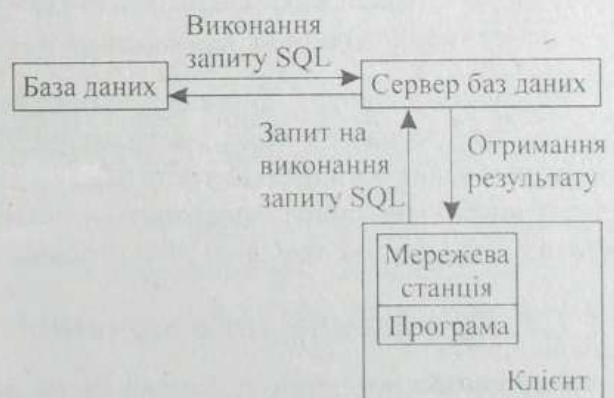 Виконання
запиту SQL
База даних
Сервер баз даних
Запит на
виконання
запиту SQL
Отримання
результату
Мережева
станція
Програма
Клієнт